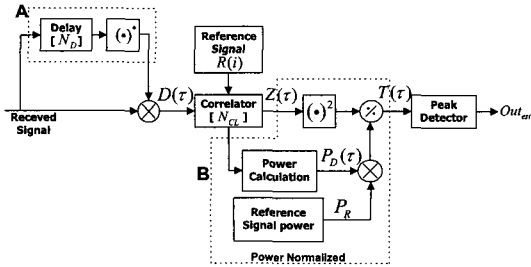 A
Delay
[ N_D ]
(•)*
Reference
Signal
R(i)
D(τ)
Receved
Signal
Correlator
[ N_CL ]
Z(τ)
(•)²
%
T(τ)
Peak
Detector
Out_est
B
Power
Calculation
P_D(τ)
Reference
Signal power
P_R
Power Normalized